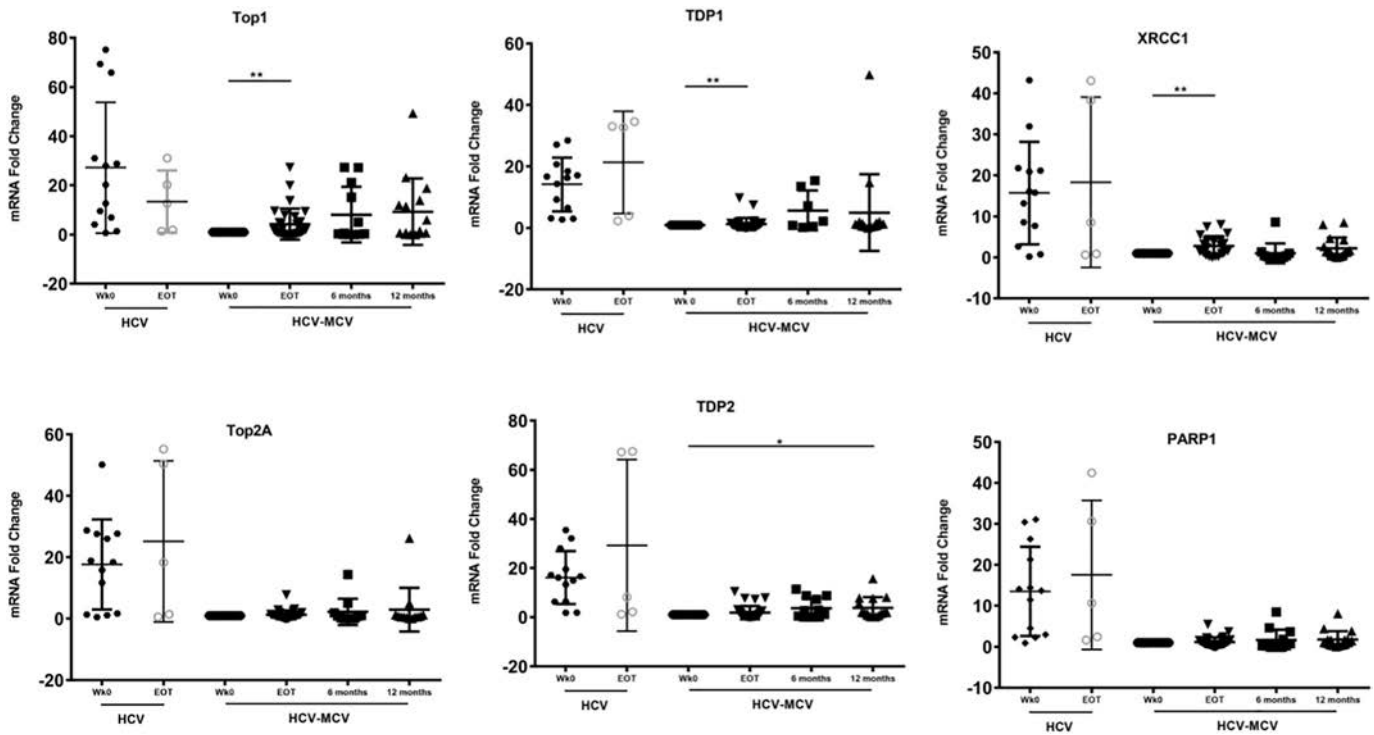 Top1
mRNA Fold Change
80
60
40
20
0
-20
**
Wk0 EOT Wk0 EOT 6 months 12 months
HCV HCV-MCV
TDP1
mRNA Fold Change
60
40
20
0
-20
**
Wk0 EOT Wk 0 EOT 6 months 12 months
HCV HCV-MCV
XRCC1
mRNA Fold Change
50
40
30
20
10
0
-10
**
Wk0 EOT Wk0 EOT 6 months 12 months
HCV HCV-MCV
Top2A
mRNA Fold Change
60
40
20
0
-20
Wk0 EOT Wk0 EOT 6 months 12 months
HCV HCV-MCV
TDP2
mRNA Fold Change
80
60
40
20
0
-20
*
Wk0 EOT Wk0 EOT 6 months 12 months
HCV HCV-MCV
PARP1
mRNA Fold Change
50
40
30
20
10
0
-10
Wk0 EOT Wk0 EOT 6 months 12 months
HCV HCV-MCV